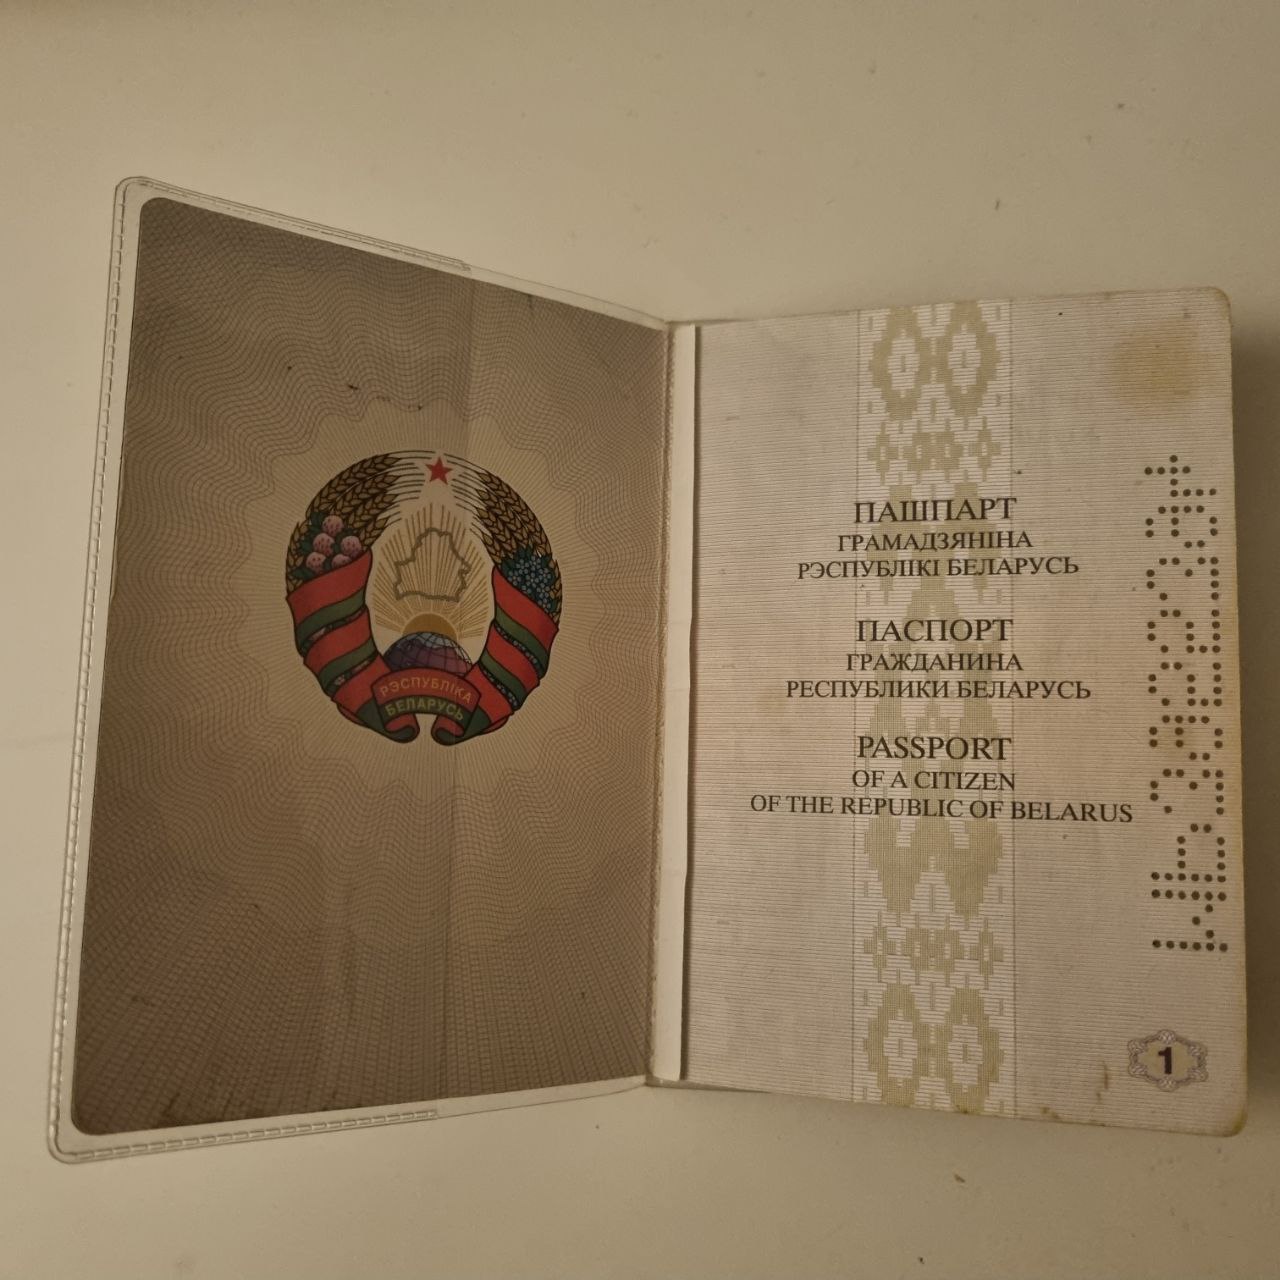 РЭСПУБЛІКА
БЕЛАРУСЬ
ПАШПАРТ
ГРАМАДЗЯНІНА
РЭСПУБЛІКІ БЕЛАРУСЬ
ПАСПОРТ
ГРАЖДАНИНА
РЕСПУБЛИКИ БЕЛАРУСЬ
PASSPORT
OF A CITIZEN
OF THE REPUBLIC OF BELARUS
1